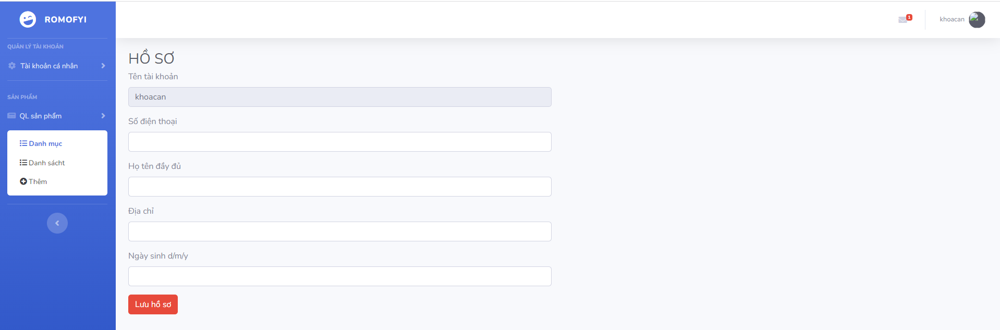 ROMOFYI
QUẢN LÝ TÀI KHOẢN
Tài khoản cá nhân
SẢN PHẨM
QL sản phẩm
Danh mục
Danh sácht
Thêm
1
khoacan
HỒ SƠ
Tên tài khoản
khoacan
Số điện thoại
Họ tên đầy đủ
Địa chỉ
Ngày sinh d/m/y
Lưu hồ sơ